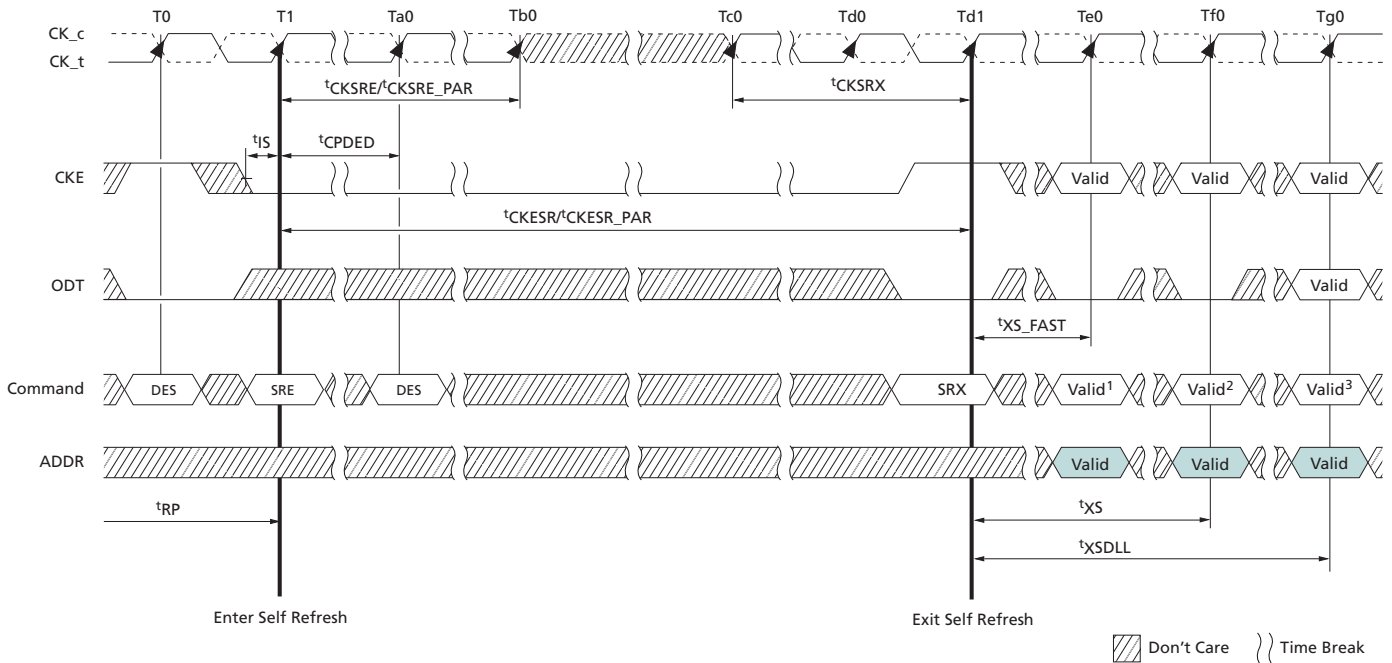 T0 T1 Ta0 Tb0 Tc0 Td0 Td1 Te0 Tf0 Tg0
CK_c
CK_t
tCKSRE/tCKSRE_PAR tCKSRX
tIS tCPDED
CKE Valid Valid Valid
tCKESR/tCKESR_PAR
ODT Valid
tXS_FAST
Command DES SRE DES SRX Valid1 Valid2 Valid3
ADDR Valid Valid Valid
tRP tXS
tXSDLL
Enter Self Refresh Exit Self Refresh
Don't Care Time Break